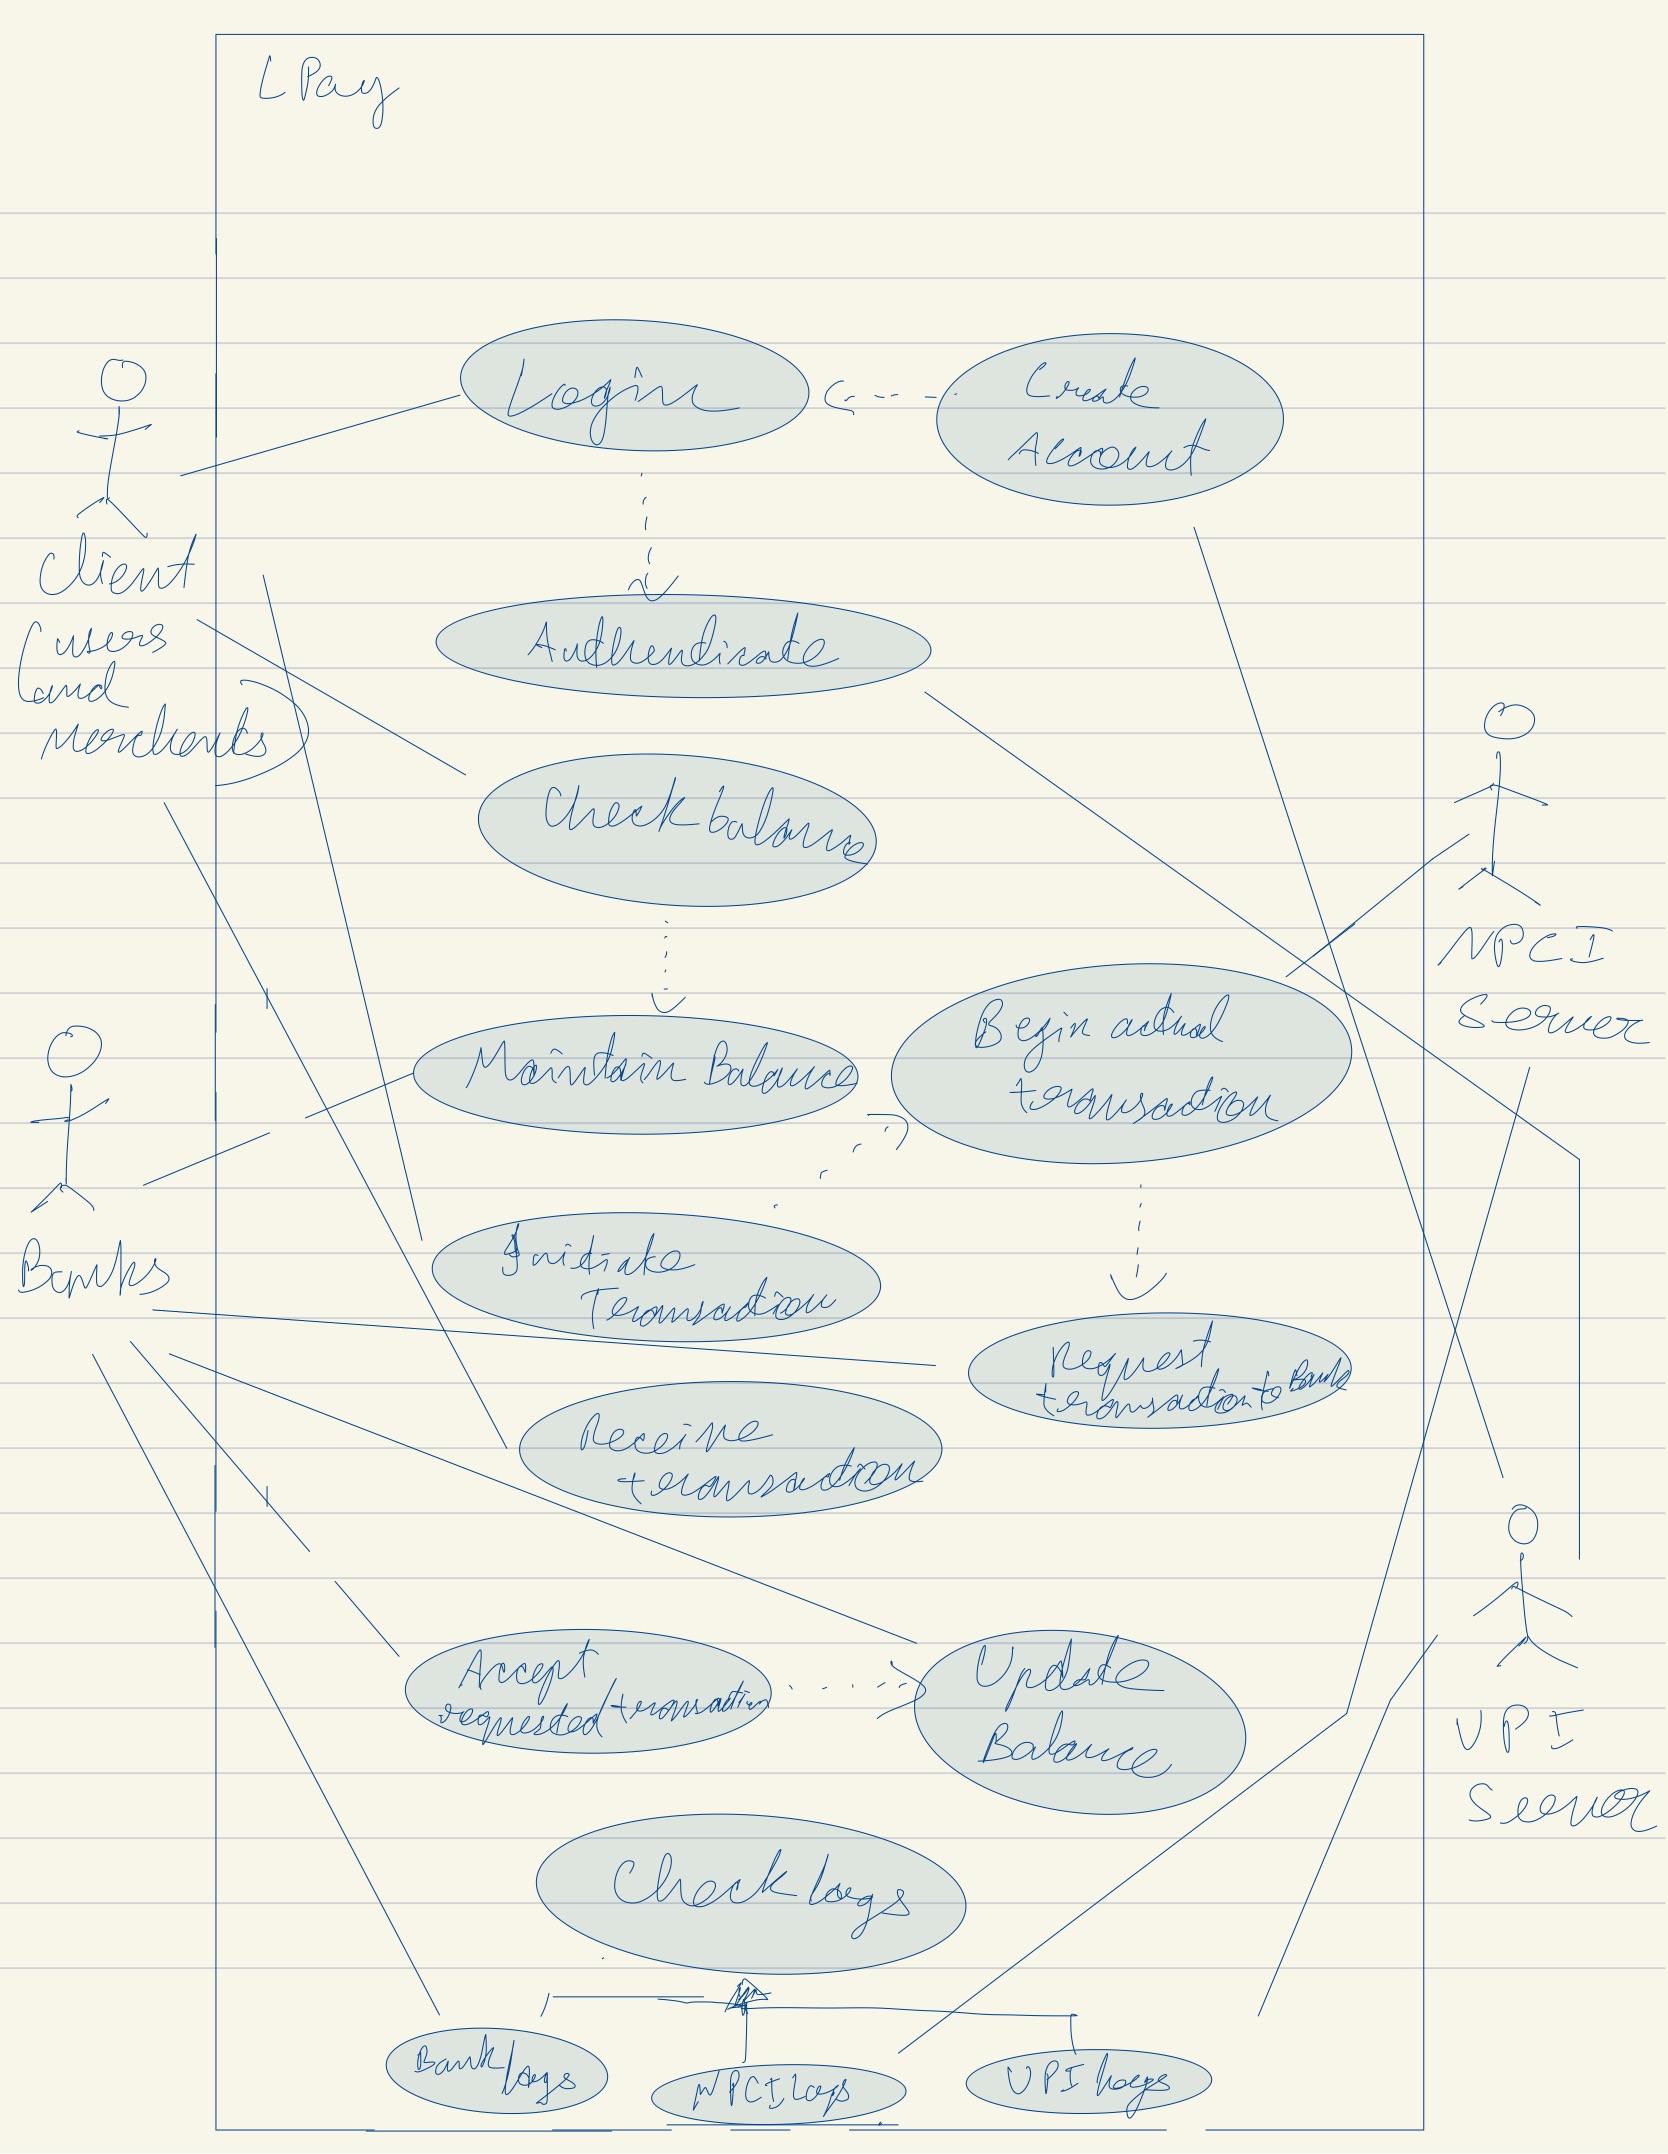 LPay
Login
Create
Account
Client
(users
and
Merchants)
Authenticate
Check balance
NPCI
Server
Maintain Balance
Begin actual
transaction
Banks
Initiate
Transaction
Request
transaction to Bank
Receive
transaction
Accept
requested transaction
Update
Balance
UPI
Server
Check logs
Bank logs
NPCI Logs
UPI logs